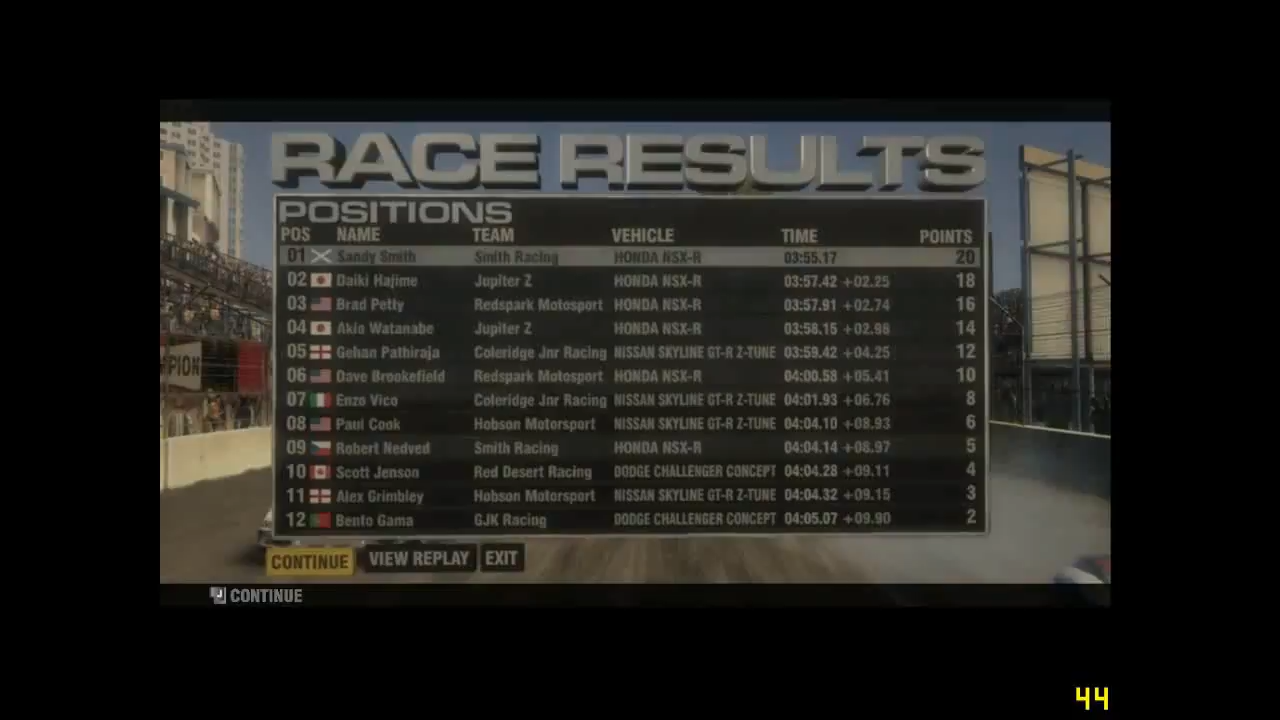 RACE RESULTS
POSITIONS
POS NAME TEAM VEHICLE TIME POINTS
01 Sandy Smith Smith Racing HONDA NSX-R 03:55.17 20
02 Daiki Hajime Jupiter Z HONDA NSX-R 03:57.42 +02.25 18
03 Brad Petty Redspark Motosport HONDA NSX-R 03:57.91 +02.74 16
04 Akio Watanabe Jupiter Z HONDA NSX-R 03:58.15 +02.98 14
05 Gehan Pathiraja Coleridge Jnr Racing NISSAN SKYLINE GT-R Z-TUNE 03:59.42 +04.25 12
06 Dave Brookefield Redspark Motosport HONDA NSX-R 04:00.58 +05.41 10
07 Enzo Vico Coleridge Jnr Racing NISSAN SKYLINE GT-R Z-TUNE 04:01.93 +06.76 8
08 Paul Cook Hobson Motorsport NISSAN SKYLINE GT-R Z-TUNE 04:04.10 +08.93 6
09 Robert Nedved Smith Racing HONDA NSX-R 04:04.14 +08.97 5
10 Scott Jenson Red Desert Racing DODGE CHALLENGER CONCEPT 04:04.28 +09.11 4
11 Alex Grimbley Hobson Motorsport NISSAN SKYLINE GT-R Z-TUNE 04:04.32 +09.15 3
12 Bento Gama GJK Racing DODGE CHALLENGER CONCEPT 04:05.07 +09.90 2
CONTINUE VIEW REPLAY EXIT
CONTINUE
44